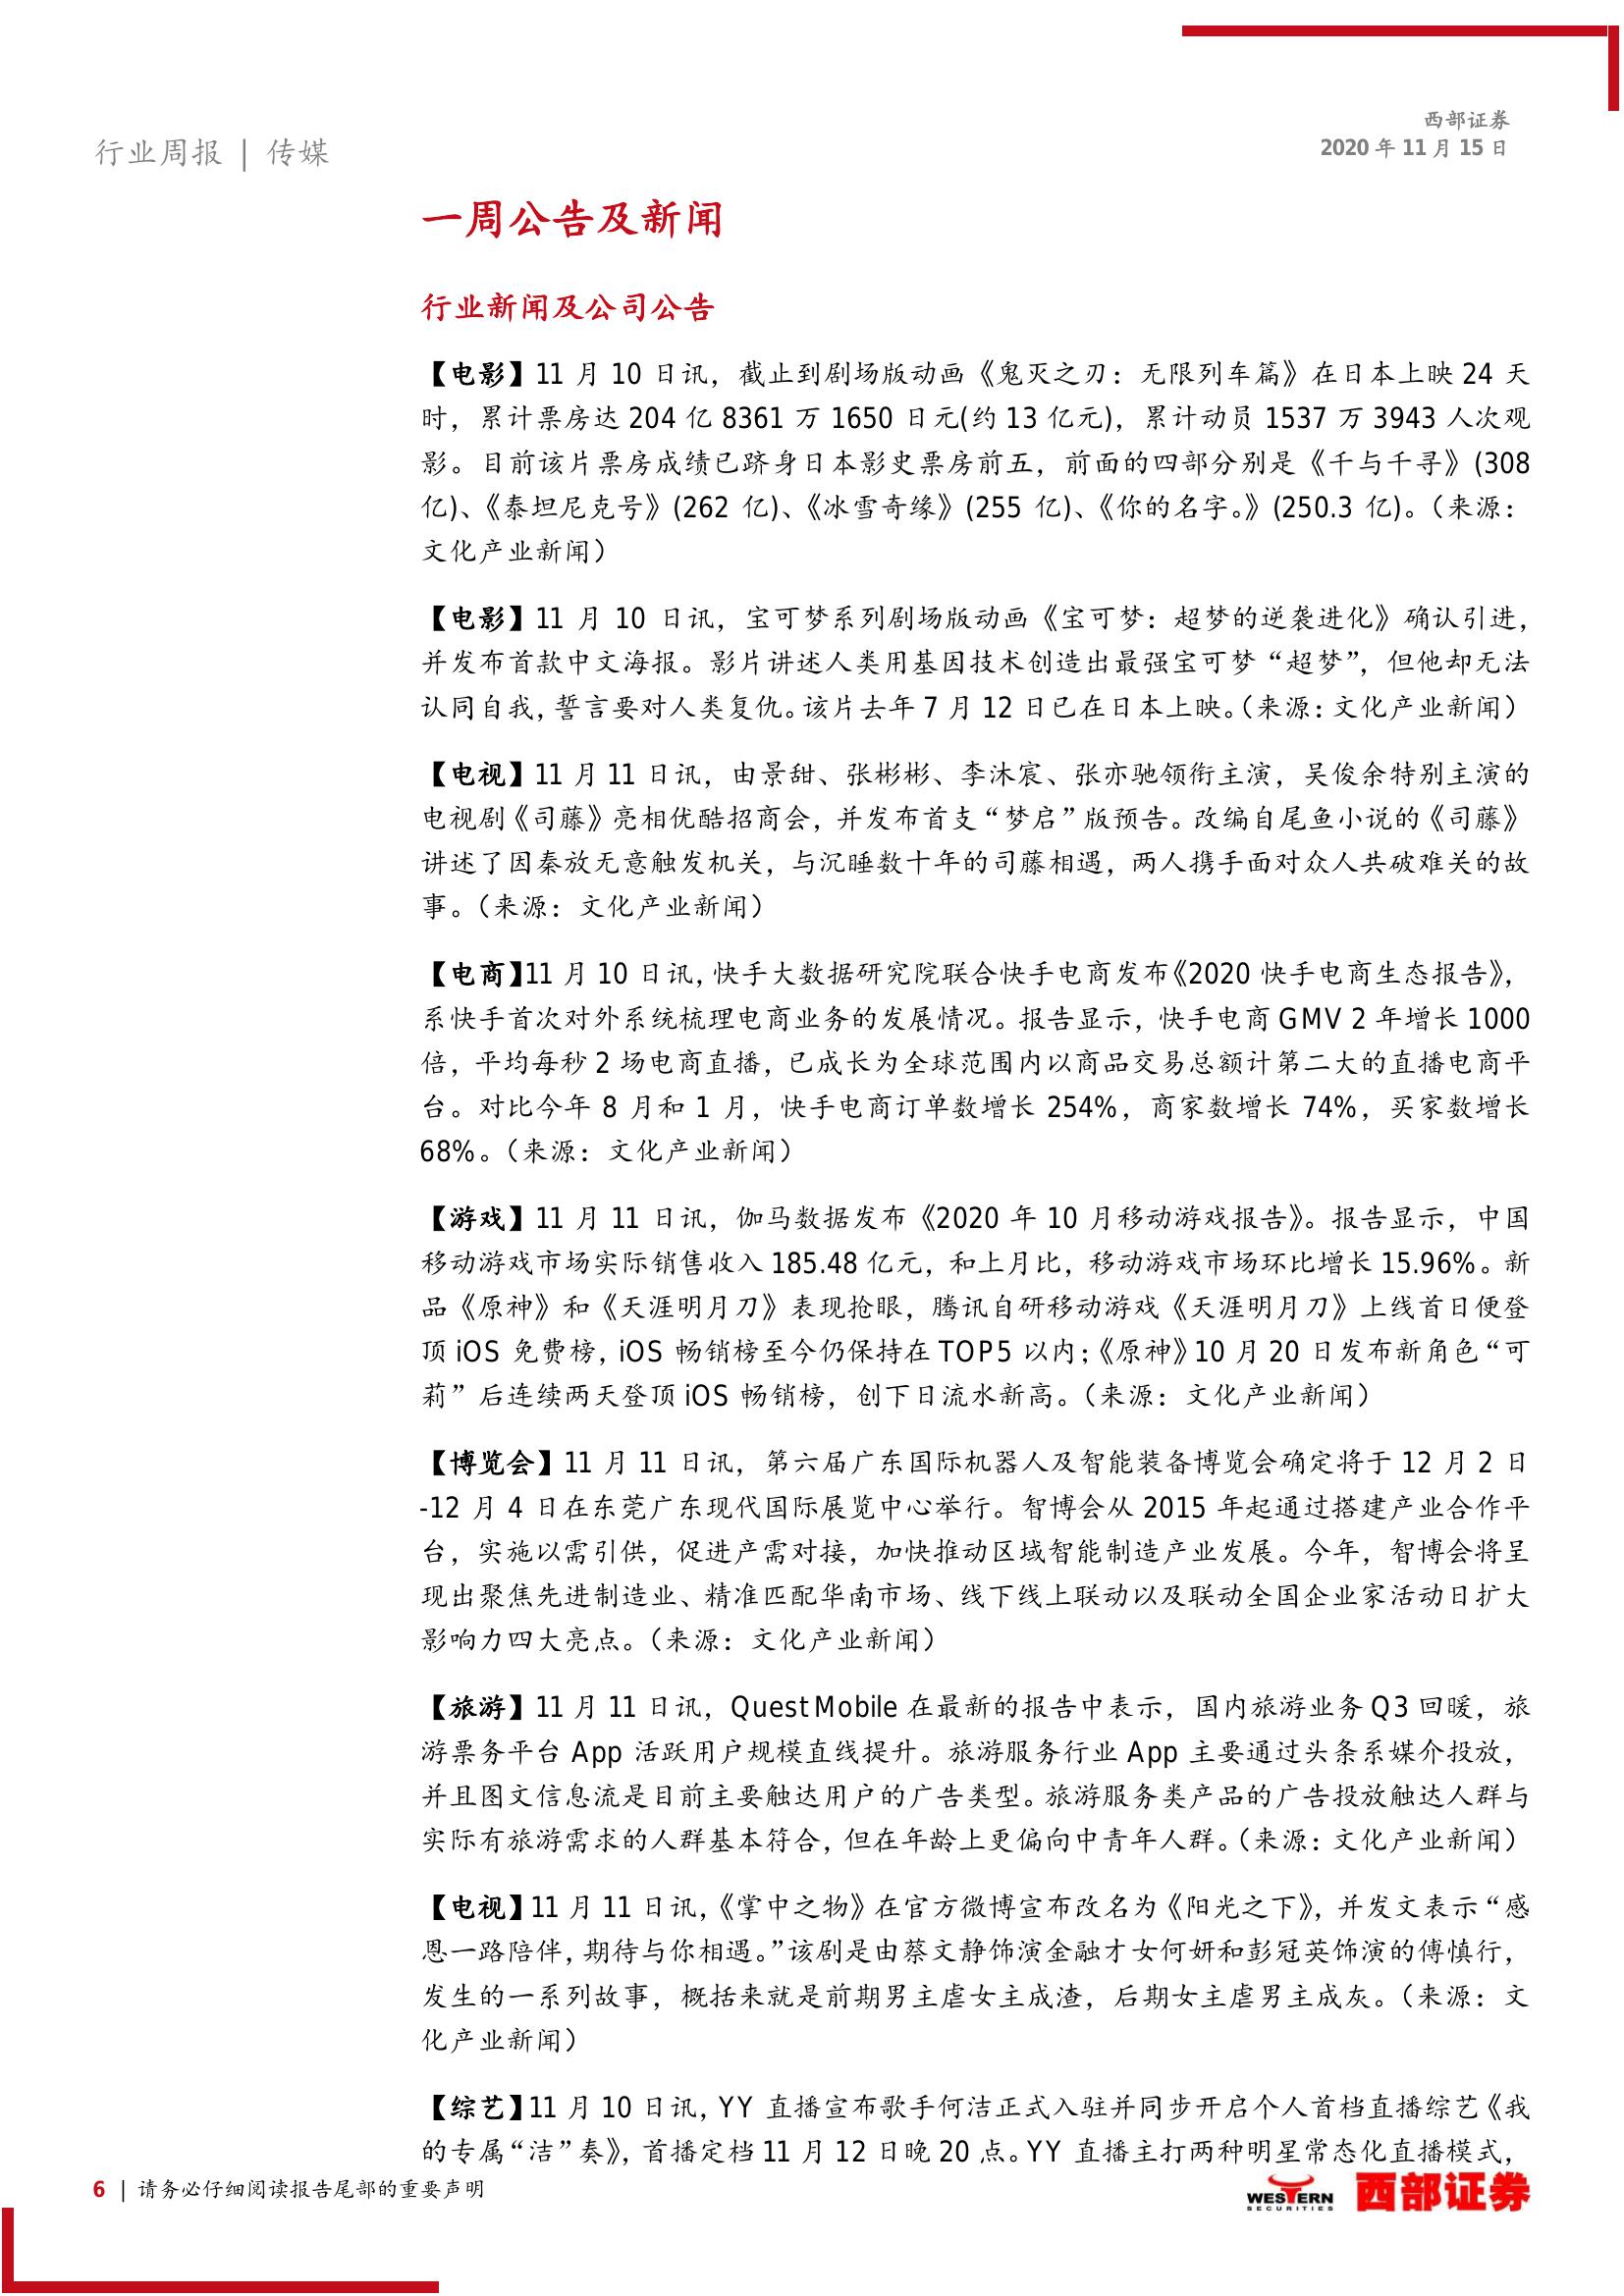 行业周报 | 传媒
西部证券
2020 年 11 月 15 日
一周公告及新闻
行业新闻及公司公告
【电影】11 月 10 日讯，截止到剧场版动画《鬼灭之刃：无限列车篇》在日本上映 24 天
时，累计票房达 204 亿 8361 万 1650 日元(约 13 亿元)，累计动员 1537 万 3943 人次观
影。目前该片票房成绩已跻身日本影史票房前五，前面的四部分别是《千与千寻》(308
亿)、《泰坦尼克号》(262 亿)、《冰雪奇缘》(255 亿)、《你的名字。》(250.3 亿)。（来源：
文化产业新闻）
【电影】11 月 10 日讯，宝可梦系列剧场版动画《宝可梦：超梦的逆袭进化》确认引进，
并发布首款中文海报。影片讲述人类用基因技术创造出最强宝可梦“超梦”，但他却无法
认同自我，誓言要对人类复仇。该片去年 7 月 12 日已在日本上映。（来源：文化产业新闻）
【电视】11 月 11 日讯，由景甜、张彬彬、李沐宸、张亦驰领衔主演，吴俊余特别主演的
电视剧《司藤》亮相优酷招商会，并发布首支“梦启”版预告。改编自尾鱼小说的《司藤》
讲述了因秦放无意触发机关，与沉睡数十年的司藤相遇，两人携手面对众人共破难关的故
事。（来源：文化产业新闻）
【电商】11 月 10 日讯，快手大数据研究院联合快手电商发布《2020 快手电商生态报告》，
系快手首次对外系统梳理电商业务的发展情况。报告显示，快手电商 GMV 2 年增长 1000
倍，平均每秒 2 场电商直播，已成长为全球范围内以商品交易总额计第二大的直播电商平
台。对比今年 8 月和 1 月，快手电商订单数增长 254%，商家数增长 74%，买家数增长
68%。（来源：文化产业新闻）
【游戏】11 月 11 日讯，伽马数据发布《2020 年 10 月移动游戏报告》。报告显示，中国
移动游戏市场实际销售收入 185.48 亿元，和上月比，移动游戏市场环比增长 15.96%。新
品《原神》和《天涯明月刀》表现抢眼，腾讯自研移动游戏《天涯明月刀》上线首日便登
顶 iOS 免费榜，iOS 畅销榜至今仍保持在 TOP5 以内；《原神》10 月 20 日发布新角色“可
莉”后连续两天登顶 iOS 畅销榜，创下日流水新高。（来源：文化产业新闻）
【博览会】11 月 11 日讯，第六届广东国际机器人及智能装备博览会确定将于 12 月 2 日
-12 月 4 日在东莞广东现代国际展览中心举行。智博会从 2015 年起通过搭建产业合作平
台，实施以需引供，促进产需对接，加快推动区域智能制造产业发展。今年，智博会将呈
现出聚焦先进制造业、精准匹配华南市场、线下线上联动以及联动全国企业家活动日扩大
影响力四大亮点。（来源：文化产业新闻）
【旅游】11 月 11 日讯，QuestMobile 在最新的报告中表示，国内旅游业务 Q3 回暖，旅
游票务平台 App 活跃用户规模直线提升。旅游服务行业 App 主要通过头条系媒介投放，
并且图文信息流是目前主要触达用户的广告类型。旅游服务类产品的广告投放触达人群与
实际有旅游需求的人群基本符合，但在年龄上更偏向中青年人群。（来源：文化产业新闻）
【电视】11 月 11 日讯，《掌中之物》在官方微博宣布改名为《阳光之下》，并发文表示“感
恩一路陪伴，期待与你相遇。”该剧是由蔡文静饰演金融才女何妍和彭冠英饰演的傅慎行，
发生的一系列故事，概括来就是前期男主虐女主成渣，后期女主虐男主成灰。（来源：文
化产业新闻）
【综艺】11 月 10 日讯，YY 直播宣布歌手何洁正式入驻并同步开启个人首档直播综艺《我
的专属“洁”奏》，首播定档 11 月 12 日晚 20 点。YY 直播主打两种明星常态化直播模式，
6 | 请务必仔细阅读报告尾部的重要声明
WESTERN
SECURITIES
西部证券